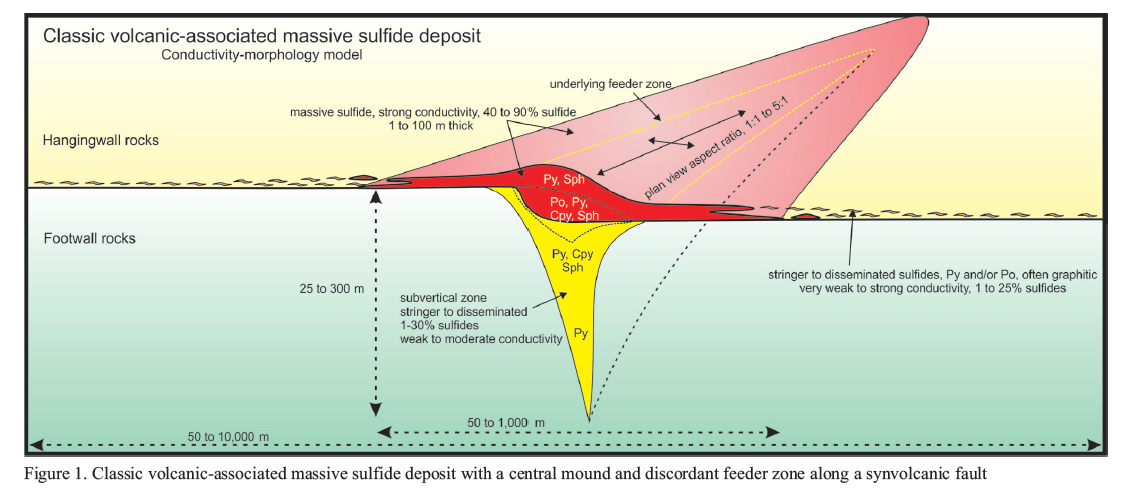 Classic volcanic-associated massive sulfide deposit
Conductivity-morphology model
underlying feeder zone
massive sulfide, strong conductivity, 40 to 90% sulfide
1 to 100 m thick
Hangingwall rocks
plan view aspect ratio, 1:1 to 5:1
Py, Sph
Po, Py,
Cpy, Sph
Footwall rocks
Py, Cpy
Sph
stringer to disseminated sulfides, Py and/or Po, often graphitic
very weak to strong conductivity, 1 to 25% sulfides
25 to 300 m
subvertical zone
stringer to disseminated
1-30% sulfides
weak to moderate conductivity
Py
50 to 1,000 m
50 to 10,000 m
Figure 1. Classic volcanic-associated massive sulfide deposit with a central mound and discordant feeder zone along a synvolcanic fault